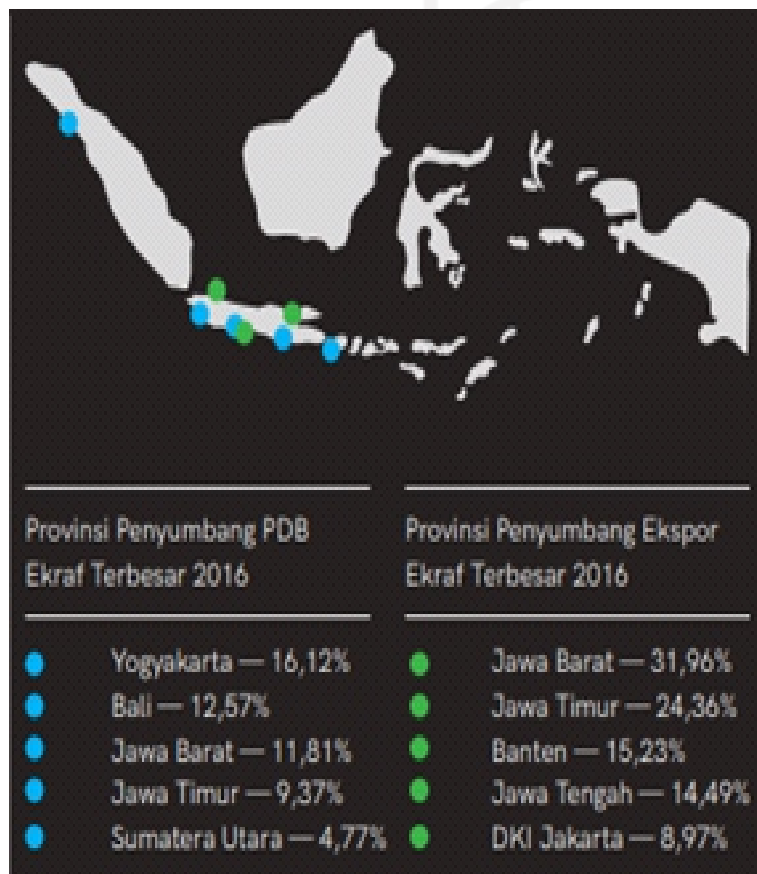 Provinsi Penyumbang PDB
Ekraf Terbesar 2016
Yogyakarta — 16,12%
Bali — 12,57%
Jawa Barat — 11,81%
Jawa Timur — 9,37%
Sumatera Utara — 4,77%
Provinsi Penyumbang Ekspor
Ekraf Terbesar 2016
Jawa Barat — 31,96%
Jawa Timur — 24,36%
Banten — 15,23%
Jawa Tengah — 14,49%
DKI Jakarta — 8,97%